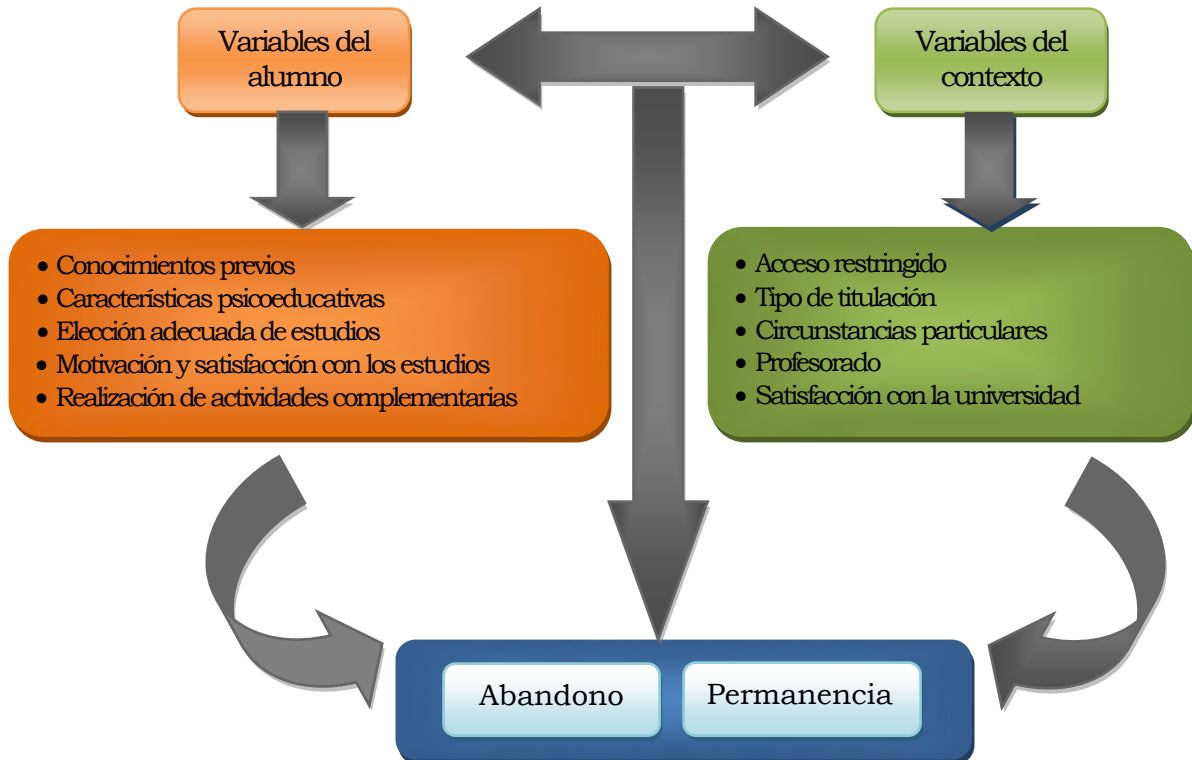 Variables del
alumno
Variables del
contexto
• Conocimientos previos
• Características psicoeducativas
• Elección adecuada de estudios
• Motivación y satisfacción con los estudios
• Realización de actividades complementarias
• Acceso restringido
• Tipo de titulación
• Circunstancias particulares
• Profesorado
• Satisfacción con la universidad
Abandono
Permanencia